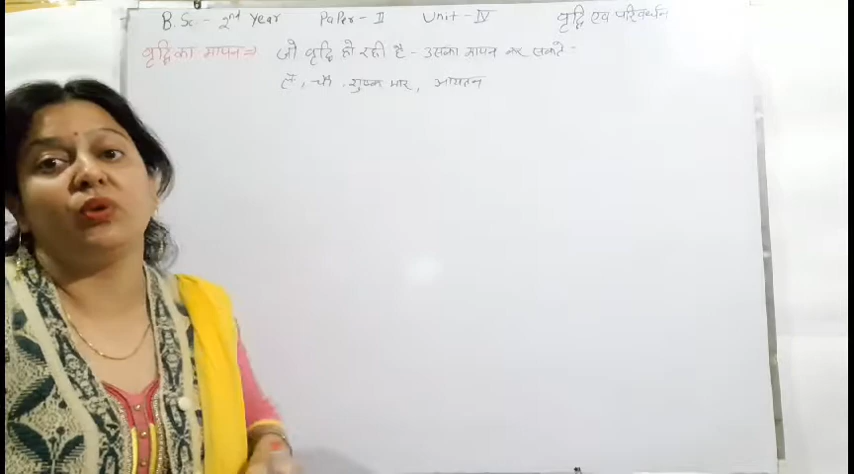 B.Sc. - 2nd Year Paper - II Unit - IV वृद्धि एवं परिवर्धन
वृद्धि का मापन ⇒ जो वृद्धि हो रही है - उसका मापन कर सकते -
हैं, शुष्क भार, आयतन